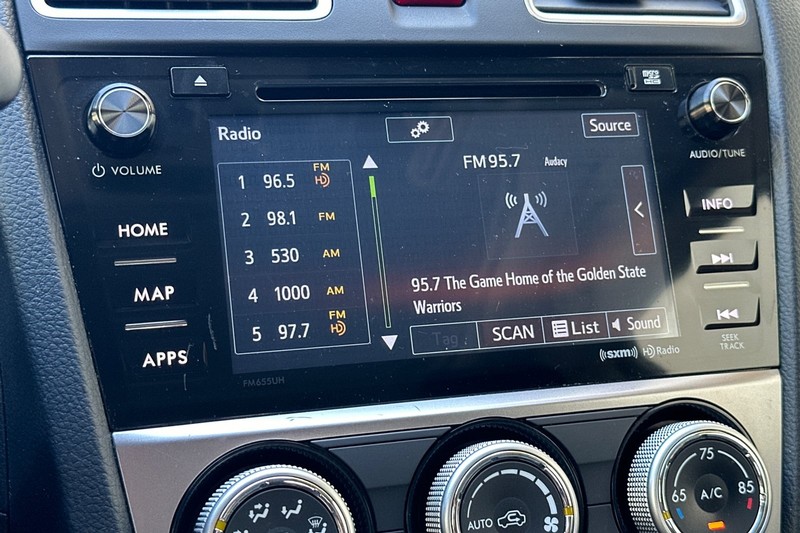 Radio
Source
FM 95.7 Audacy
VOLUME
AUDIO/TUNE
1 96.5 FM HD
2 98.1 FM
3 530 AM
4 1000 AM
5 97.7 FM HD
HOME
MAP
APPS
INFO
SEEK
TRACK
95.7 The Game Home of the Golden State
Warriors
Tag
SCAN
List
Sound
((sxm)) HD Radio
FM655UH
AUTO
65
75
85
A/C